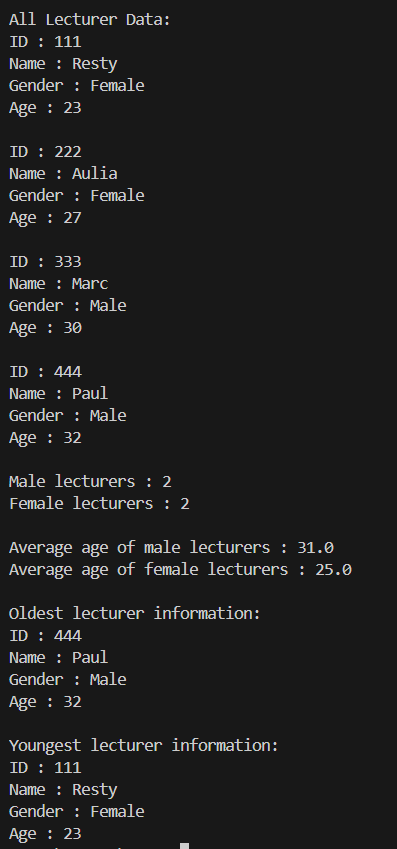 All Lecturer Data:
ID : 111
Name : Resty
Gender : Female
Age : 23
ID : 222
Name : Aulia
Gender : Female
Age : 27
ID : 333
Name : Marc
Gender : Male
Age : 30
ID : 444
Name : Paul
Gender : Male
Age : 32
Male lecturers : 2
Female lecturers : 2
Average age of male lecturers : 31.0
Average age of female lecturers : 25.0
Oldest lecturer information:
ID : 444
Name : Paul
Gender : Male
Age : 32
Youngest lecturer information:
ID : 111
Name : Resty
Gender : Female
Age : 23